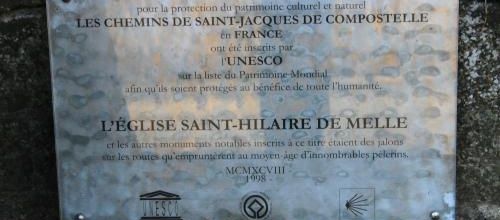 pour la protection du patrimoine culturel et naturel
LES CHEMINS DE SAINT-JACQUES DE COMPOSTELLE
en FRANCE
ont été inscrits par
l'UNESCO
sur la liste du Patrimoine Mondial
afin qu'ils soient protégés au bénéfice de toute l'humanité.
L'ÉGLISE SAINT-HILAIRE DE MELLE
et les autres monuments notables inscrits à ce titre étaient des jalons
sur les routes qu'empruntèrent au moyen-âge d'innombrables pèlerins.
- MCMXCVIII -
- 1998 -
UNESCO